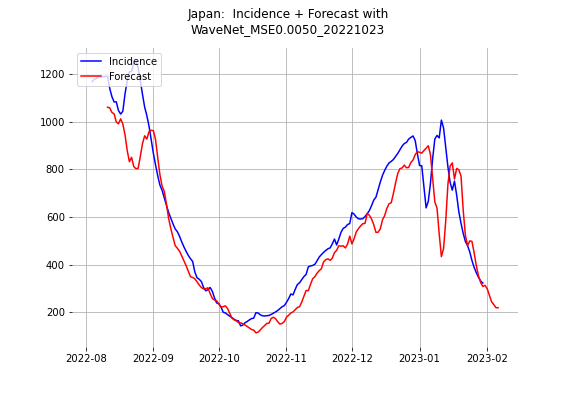 Japan:  Incidence + Forecast with
WaveNet_MSE0.0050_20221023
Incidence
Forecast
1200
1000
800
600
400
200
2022-08 2022-09 2022-10 2022-11 2022-12 2023-01 2023-02